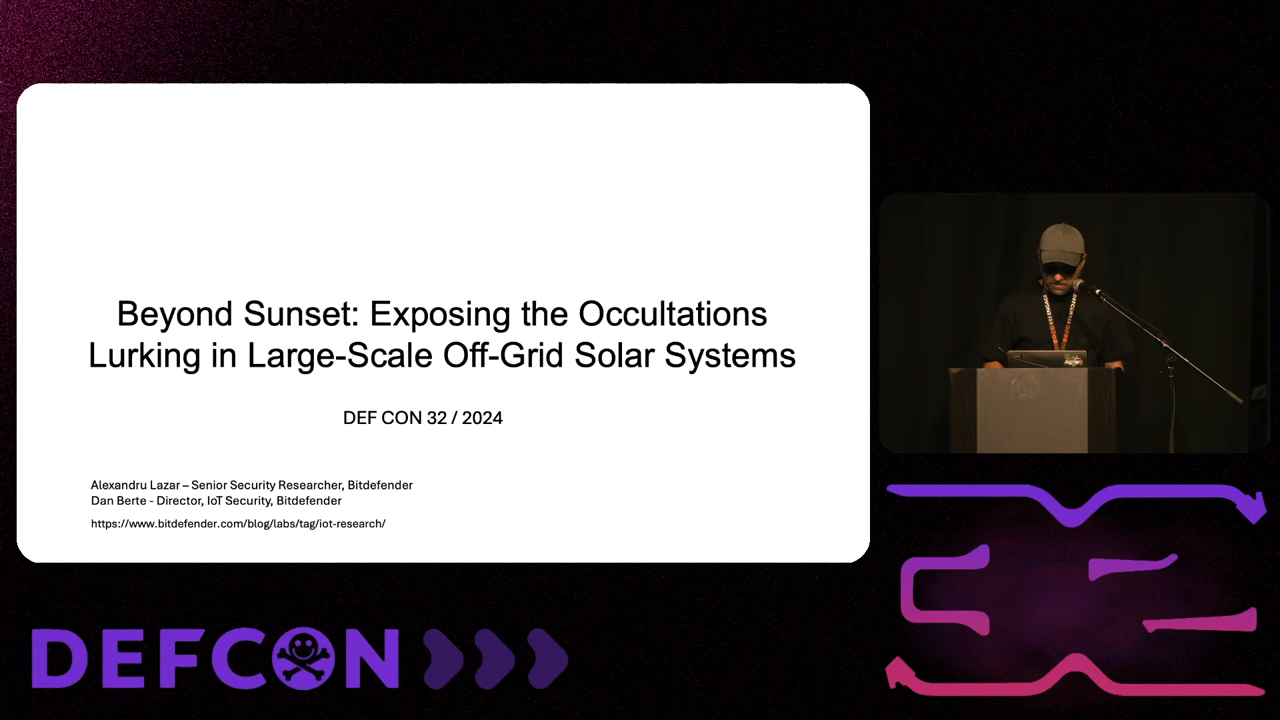 Beyond Sunset: Exposing the Occultations
Lurking in Large-Scale Off-Grid Solar Systems
DEF CON 32 / 2024
Alexandru Lazar – Senior Security Researcher, Bitdefender
Dan Berte - Director, IoT Security, Bitdefender
https://www.bitdefender.com/blog/labs/tag/iot-research/
DEFCON